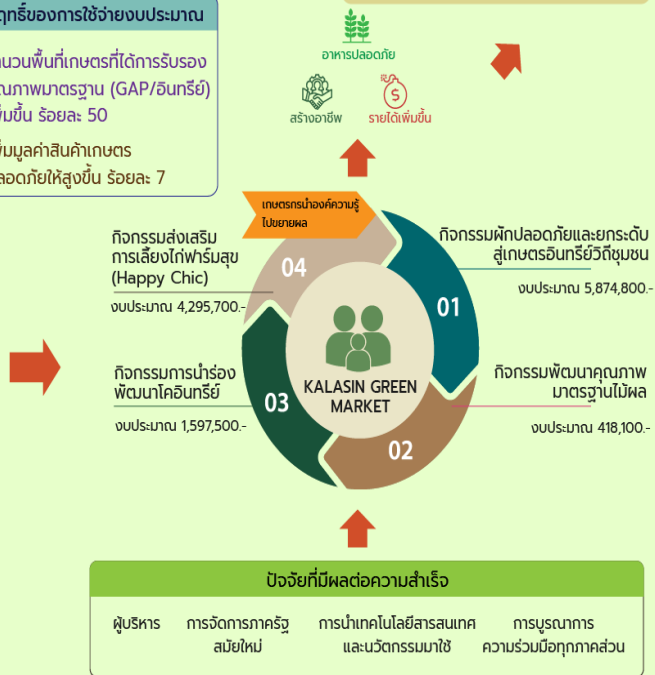 ฤทธิ์ของการใช้จ่ายงบประมาณ
นวนพื้นที่เกษตรที่ได้การรับรอง
ุณภาพมาตรฐาน (GAP/อินทรีย์)
พิ่มขึ้น ร้อยละ 50
พิ่มมูลค่าสินค้าเกษตร
ลอดภัยให้สูงขึ้น ร้อยละ 7
อาหารปลอดภัย
สร้างอาชีพ
รายได้เพิ่มขึ้น
$
เกษตรกรนำองค์ความรู้
ไปขยายผล
กิจกรรมผักปลอดภัยและยกระดับ
สู่เกษตรอินทรีย์วิถีชุมชน
งบประมาณ 5,874,800.-
01
กิจกรรมพัฒนาคุณภาพ
มาตรฐานไม้ผล
งบประมาณ 418,100.-
02
กิจกรรมการนำร่อง
พัฒนาโคอินทรีย์
งบประมาณ 1,597,500.-
03
กิจกรรมส่งเสริม
การเลี้ยงไก่ฟาร์มสุข
(Happy Chic)
งบประมาณ 4,295,700.-
04
KALASIN GREEN
MARKET
ปัจจัยที่มีผลต่อความสำเร็จ
ผู้บริหาร
การจัดการภาครัฐ
สมัยใหม่
การนำเทคโนโลยีสารสนเทศ
และนวัตกรรมมาใช้
การบูรณาการ
ความร่วมมือทุกภาคส่วน